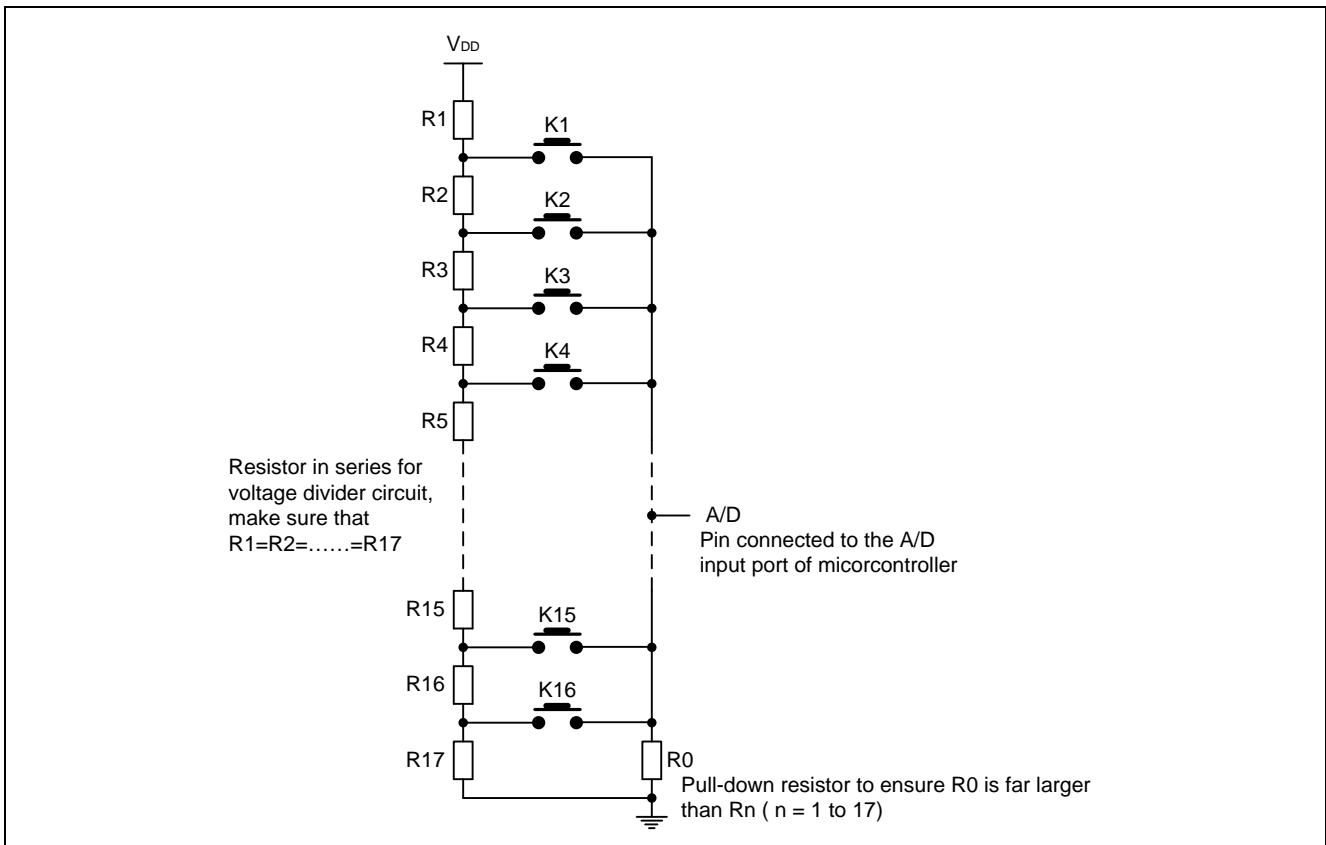 VDD
R1
K1
R2
K2
R3
K3
R4
K4
R5
Resistor in series for
voltage divider circuit,
make sure that
R1=R2=……=R17
A/D
Pin connected to the A/D
input port of micorcontroller
R15
K15
R16
K16
R17
R0
Pull-down resistor to ensure R0 is far larger
than Rn ( n = 1 to 17)